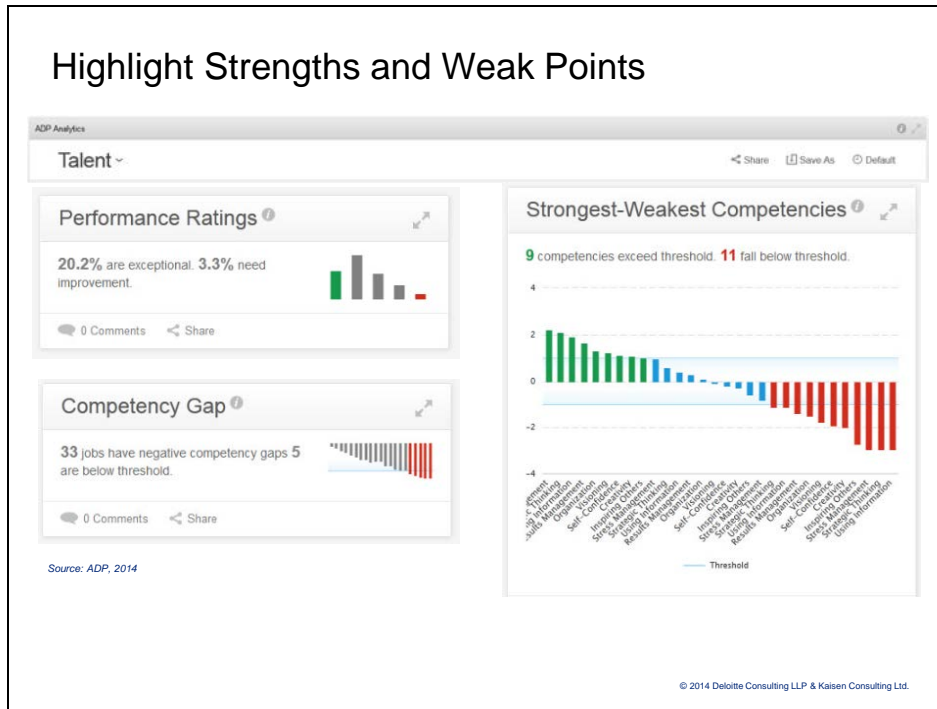 Highlight Strengths and Weak Points
ADP Analytics
Talent
Share
Save As
Default
Performance Ratings
20.2% are exceptional. 3.3% need
improvement.
0 Comments
Share
Competency Gap
33 jobs have negative competency gaps 5
are below threshold.
0 Comments
Share
Source: ADP, 2014
Strongest-Weakest Competencies
9 competencies exceed threshold. 11 fall below threshold.
4
2
0
-2
-4
Organization
Visioning
Self-Confidence
Creativity
Inspiring Others
Stress Management
Strategic Thinking
Using Information
Results Management
Organization
Visioning
Self-Confidence
Creativity
Inspiring Others
Stress Management
Strategic Thinking
Using Information
Results Management
Organization
Visioning
Self-Confidence
Creativity
Inspiring Others
Stress Management
Strategic Thinking
Using Information
Threshold
© 2014 Deloitte Consulting LLP & Kaisen Consulting Ltd.